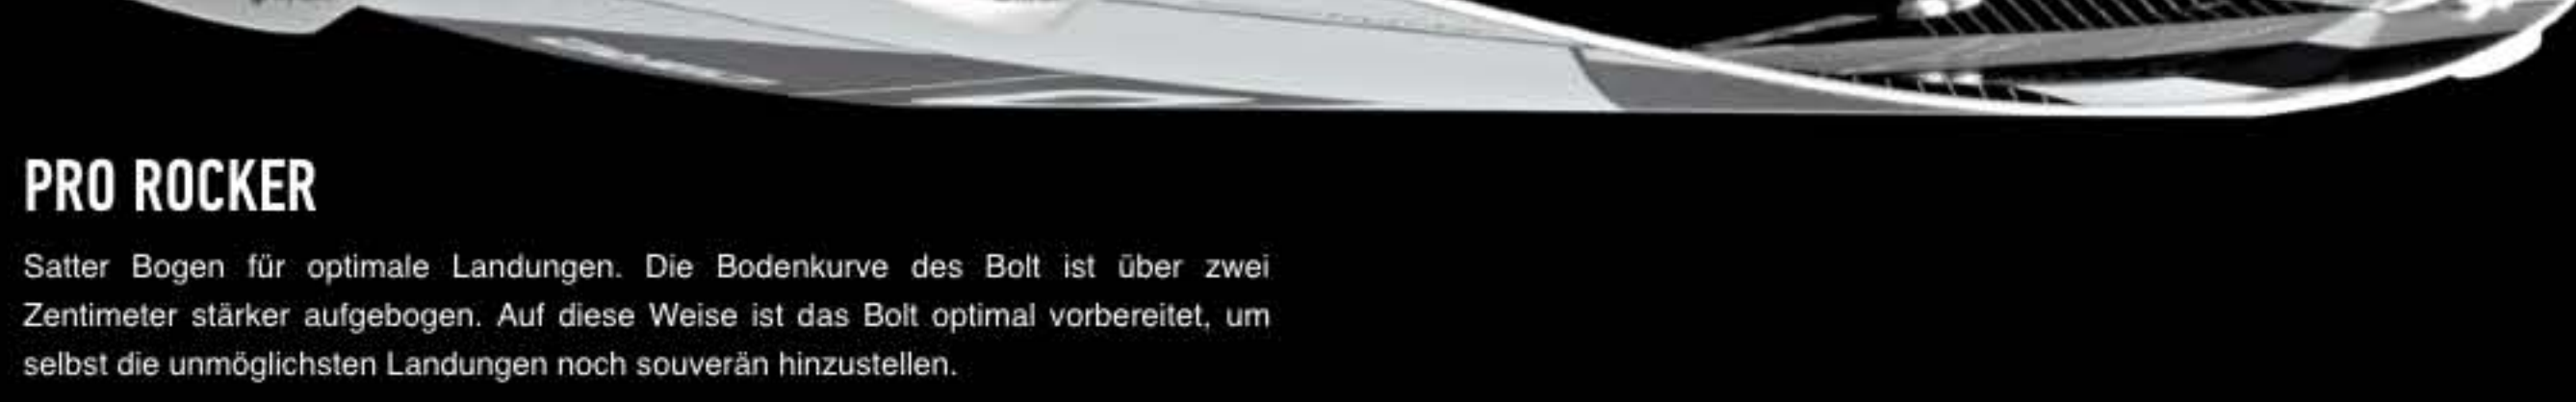 PRO ROCKER
Satter Bogen für optimale Landungen. Die Bodenkurve des Bolt ist über zwei
Zentimeter stärker aufgebogen. Auf diese Weise ist das Bolt optimal vorbereitet, um
selbst die unmöglichsten Landungen noch souverän hinzustellen.